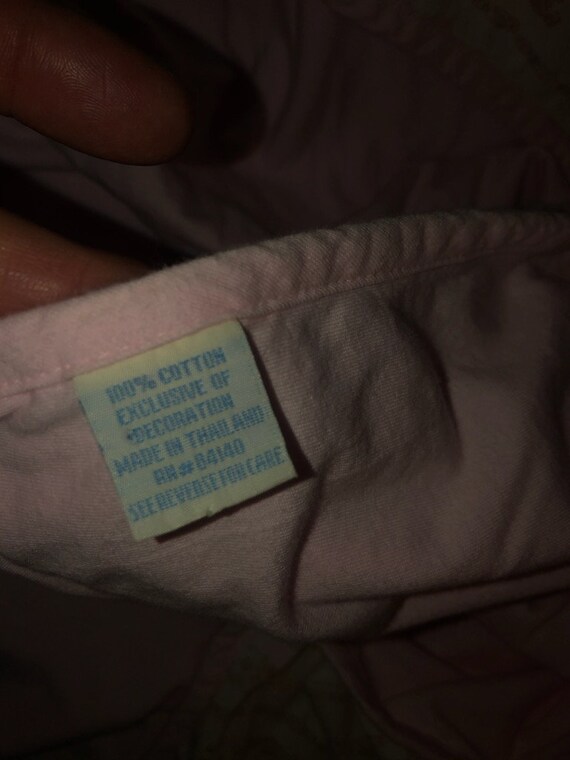 100% COTTON
EXCLUSIVE OF
DECORATION
MADE IN THAILAND
RN# 84140
SEE REVERSE FOR CARE